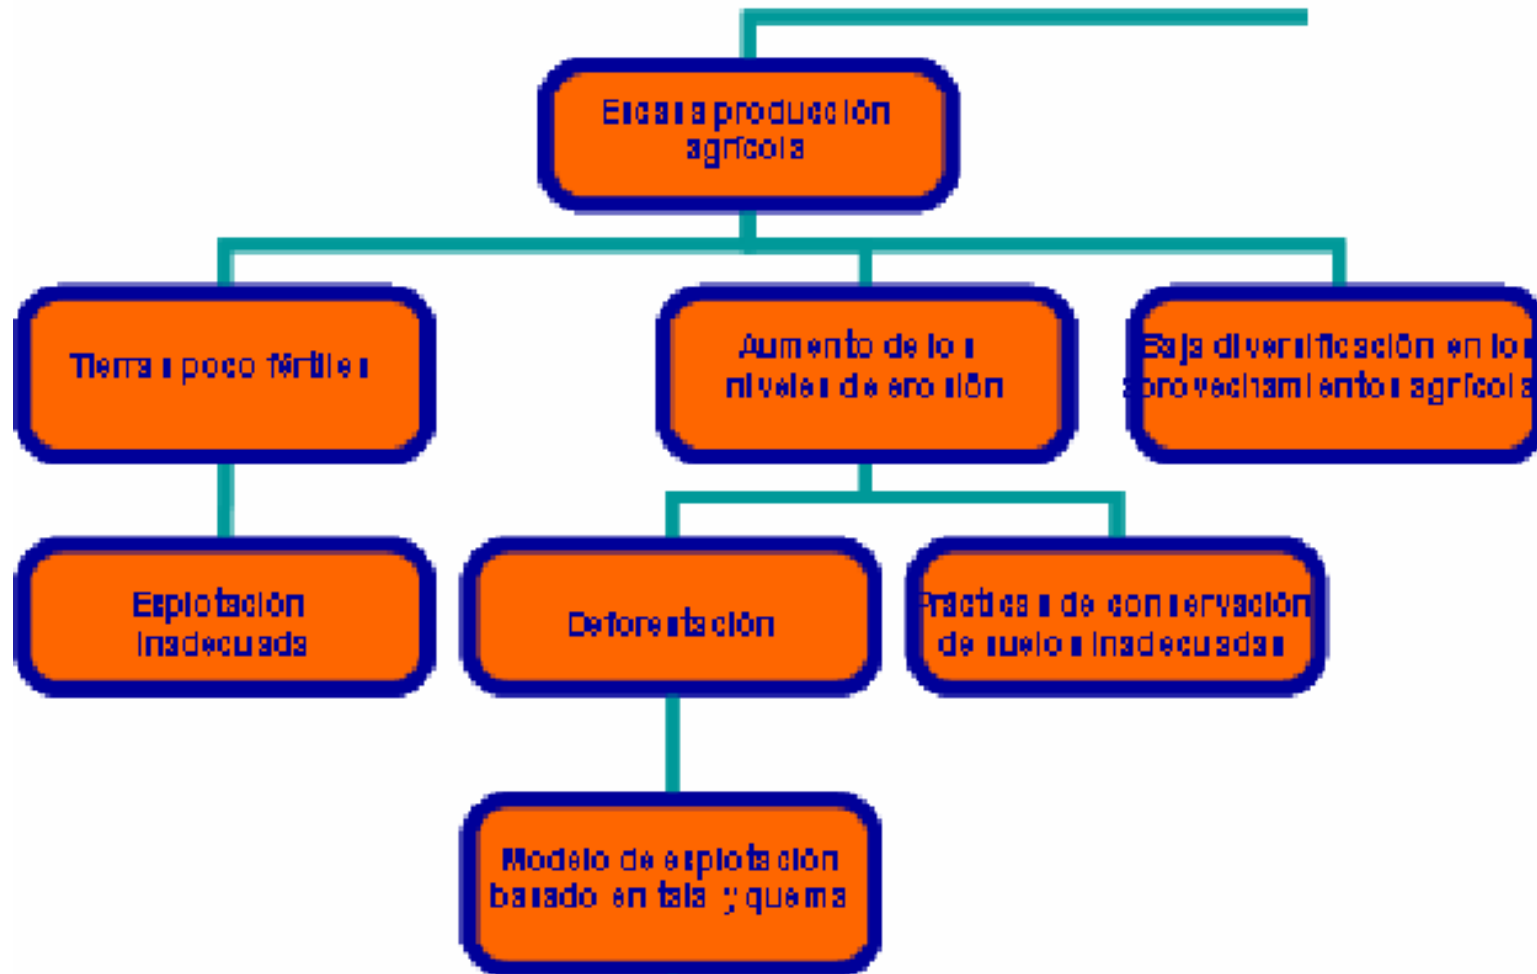 Escasa producción
agrícola
Tierras poco fértiles
Aumento de los
niveles de erosión
Baja diversificación en los
aprovechamientos agrícola
Explotación
inadecuada
Deforestación
Prácticas de conservación
de suelos inadecuadas
Modelo de explotación
basado en tala y quema